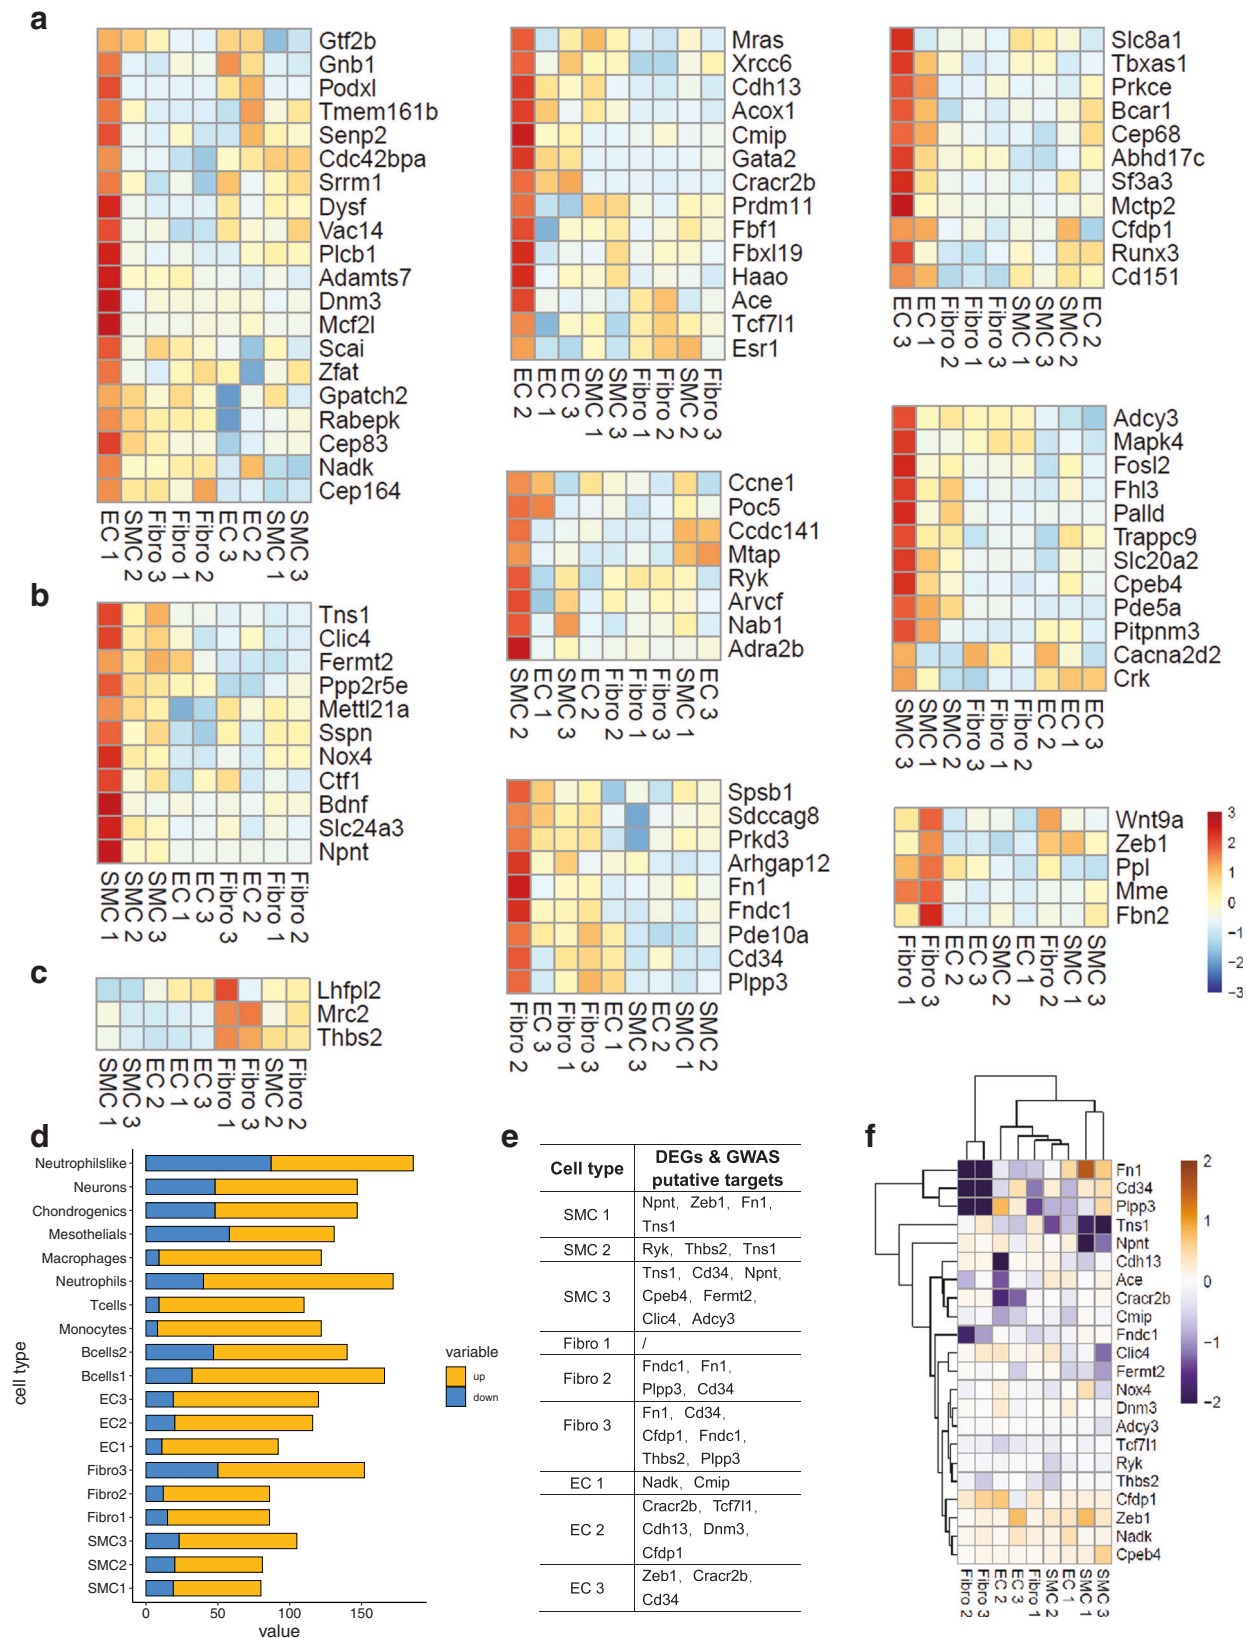 a
Gtf2b
Gnb1
Podxl
Tmem161b
Senp2
Cdc42bpa
Srrm1
Dysf
Vac14
Plcb1
Adamts7
Dnm3
Mcf2l
Scai
Zfat
Gpatch2
Rabepk
Cep83
Nadk
Cep164
EC 1
SMC 2
Fibro 3
Fibro 1
Fibro 2
EC 3
EC 2
SMC 1
SMC 3
Mras
Xrcc6
Cdh13
Acox1
Cmip
Gata2
Cracr2b
Prdm11
Fbf1
Fbxl19
Haao
Ace
Tcf7l1
Esr1
EC 2
EC 1
EC 3
SMC 1
SMC 3
Fibro 1
Fibro 2
SMC 2
Fibro 3
Slc8a1
Tbxas1
Prkce
Bcar1
Cep68
Abhd17c
Sf3a3
Mctp2
Cfdp1
Runx3
Cd151
EC 3
EC 1
Fibro 2
Fibro 1
Fibro 3
SMC 1
SMC 3
SMC 2
EC 2
b
Tns1
Clic4
Fermt2
Ppp2r5e
Mettl21a
Sspn
Nox4
Ctf1
Bdnf
Slc24a3
Npnt
SMC 1
SMC 2
SMC 3
EC 1
EC 3
Fibro 3
EC 2
Fibro 1
Fibro 2
Ccne1
Poc5
Ccdc141
Mtap
Ryk
Arvcf
Nab1
Adra2b
SMC 2
EC 1
SMC 3
EC 2
Fibro 2
Fibro 1
Fibro 3
SMC 1
EC 3
Adcy3
Mapk4
Fosl2
Fhl3
Palld
Trappc9
Slc20a2
Cpeb4
Pde5a
Pitpnm3
Cacna2d2
Crk
SMC 3
SMC 1
SMC 2
Fibro 3
Fibro 1
Fibro 2
EC 2
EC 1
EC 3
c
Lhfpl2
Mrc2
Thbs2
SMC 1
SMC 3
EC 2
EC 1
EC 3
Fibro 1
Fibro 3
SMC 2
Fibro 2
Spsb1
Sdccag8
Prkd3
Arhgap12
Fn1
Fndc1
Pde10a
Cd34
Plpp3
Fibro 2
EC 3
Fibro 1
Fibro 3
EC 1
SMC 3
EC 2
SMC 1
SMC 2
Wnt9a
Zeb1
Ppl
Mme
Fbn2
Fibro 1
Fibro 3
EC 2
EC 3
SMC 2
EC 1
Fibro 2
SMC 1
SMC 3
3
2
1
0
−1
−2
−3
d
cell type
Neutrophilslike
Neurons
Chondrogenics
Mesothelials
Macrophages
Neutrophils
Tcells
Monocytes
Bcells2
Bcells1
EC3
EC2
EC1
Fibro3
Fibro2
Fibro1
SMC3
SMC2
SMC1
0
50
100
150
value
variable
up
down
e
Cell type
DEGs & GWAS
putative targets
SMC 1
Npnt, Zeb1, Fn1,
Tns1
SMC 2
Ryk, Thbs2, Tns1
SMC 3
Tns1, Cd34, Npnt,
Cpeb4, Fermt2,
Clic4, Adcy3
Fibro 1
/
Fibro 2
Fndc1, Fn1,
Plpp3, Cd34
Fibro 3
Fn1, Cd34,
Cfdp1, Fndc1,
Thbs2, Plpp3
EC 1
Nadk, Cmip
EC 2
Cracr2b, Tcf7l1,
Cdh13, Dnm3,
Cfdp1
EC 3
Zeb1, Cracr2b,
Cd34
f
Fn1
Cd34
Plpp3
Tns1
Npnt
Cdh13
Ace
Cracr2b
Cmip
Fndc1
Clic4
Fermt2
Nox4
Dnm3
Adcy3
Tcf7l1
Ryk
Thbs2
Cfdp1
Zeb1
Nadk
Cpeb4
Fibro 2
Fibro 3
EC 2
EC 3
Fibro 1
SMC 2
EC 1
SMC 1
SMC 3
2
1
0
−1
−2